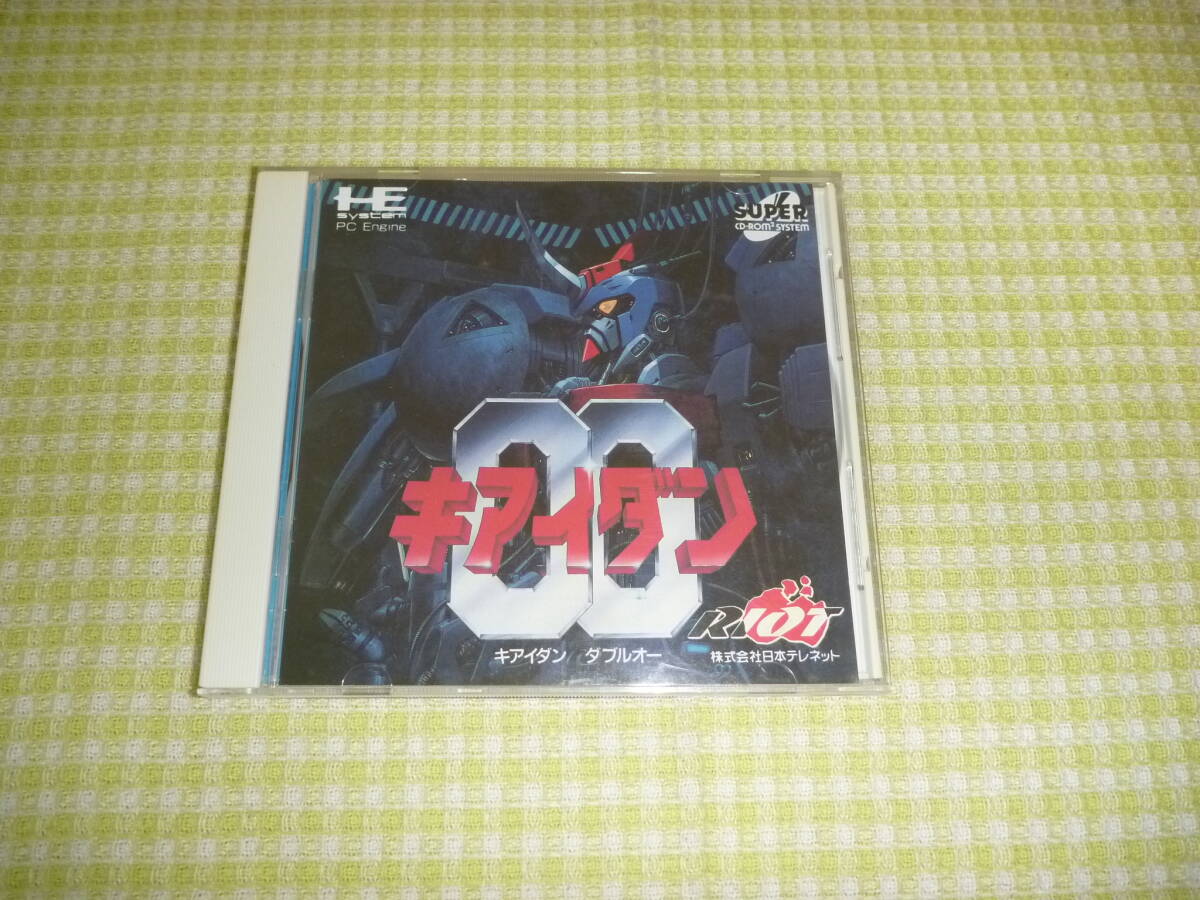 HE
system
PC Engine
SUPER
CD-ROM² SYSTEM
00
キアイダン
RIOT
キアイダン ダブルオー
株式会社日本テレネット